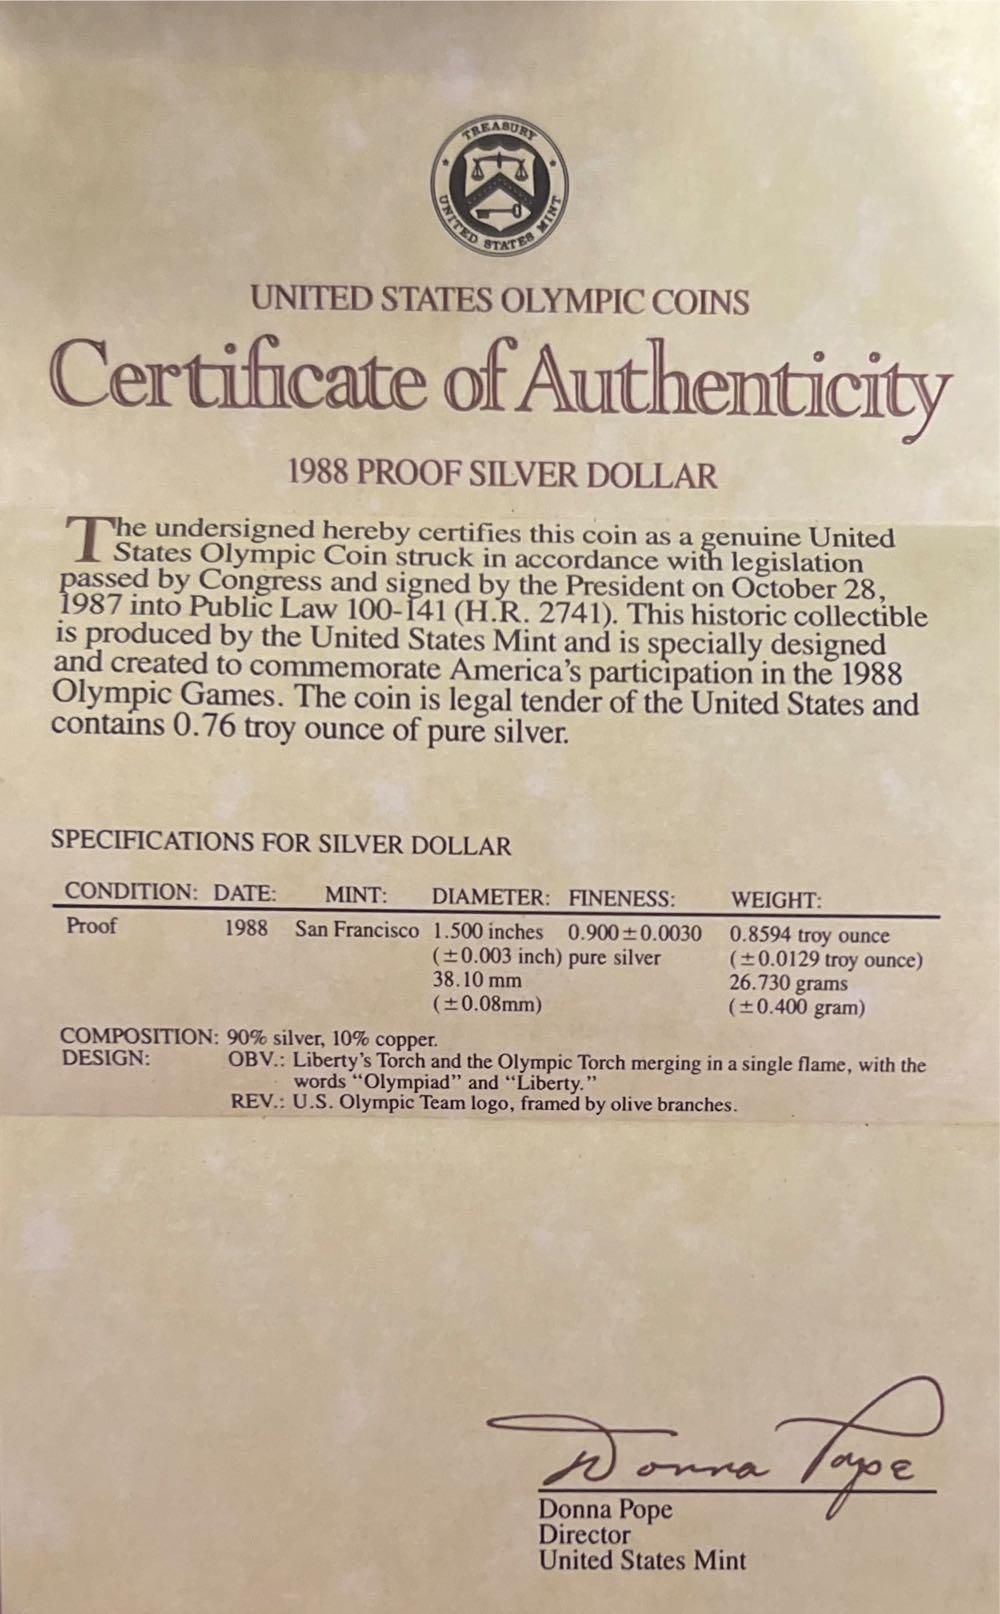 TREASURY
UNITED STATES MINT
UNITED STATES OLYMPIC COINS
Certificate of Authenticity
1988 PROOF SILVER DOLLAR
The undersigned hereby certifies this coin as a genuine United
States Olympic Coin struck in accordance with legislation
passed by Congress and signed by the President on October 28,
1987 into Public Law 100-141 (H.R. 2741). This historic collectible
is produced by the United States Mint and is specially designed
and created to commemorate America's participation in the 1988
Olympic Games. The coin is legal tender of the United States and
contains 0.76 troy ounce of pure silver.
SPECIFICATIONS FOR SILVER DOLLAR
CONDITION: DATE: MINT: DIAMETER: FINENESS: WEIGHT:
Proof 1988 San Francisco 1.500 inches 0.900±0.0030 0.8594 troy ounce
(±0.003 inch) pure silver (±0.0129 troy ounce)
38.10 mm 26.730 grams
(±0.08mm) (±0.400 gram)
COMPOSITION: 90% silver, 10% copper.
DESIGN: OBV.: Liberty's Torch and the Olympic Torch merging in a single flame, with the
words "Olympiad" and "Liberty."
REV.: U.S. Olympic Team logo, framed by olive branches.
Donna Pope
Donna Pope
Director
United States Mint